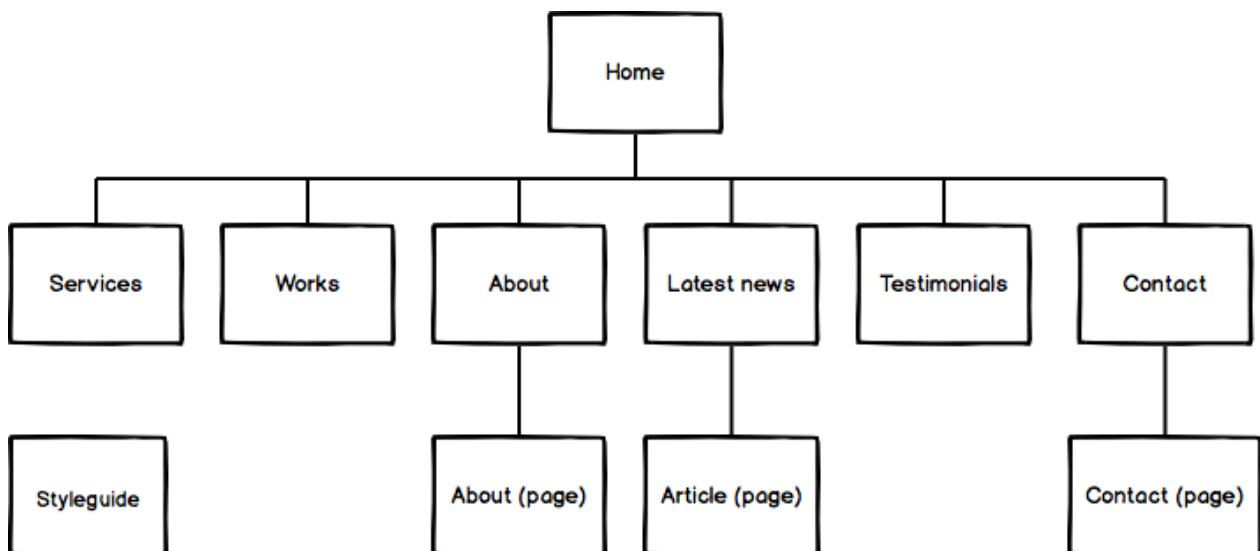 Home
Services
Works
About
Latest news
Testimonials
Contact
Styleguide
About (page)
Article (page)
Contact (page)